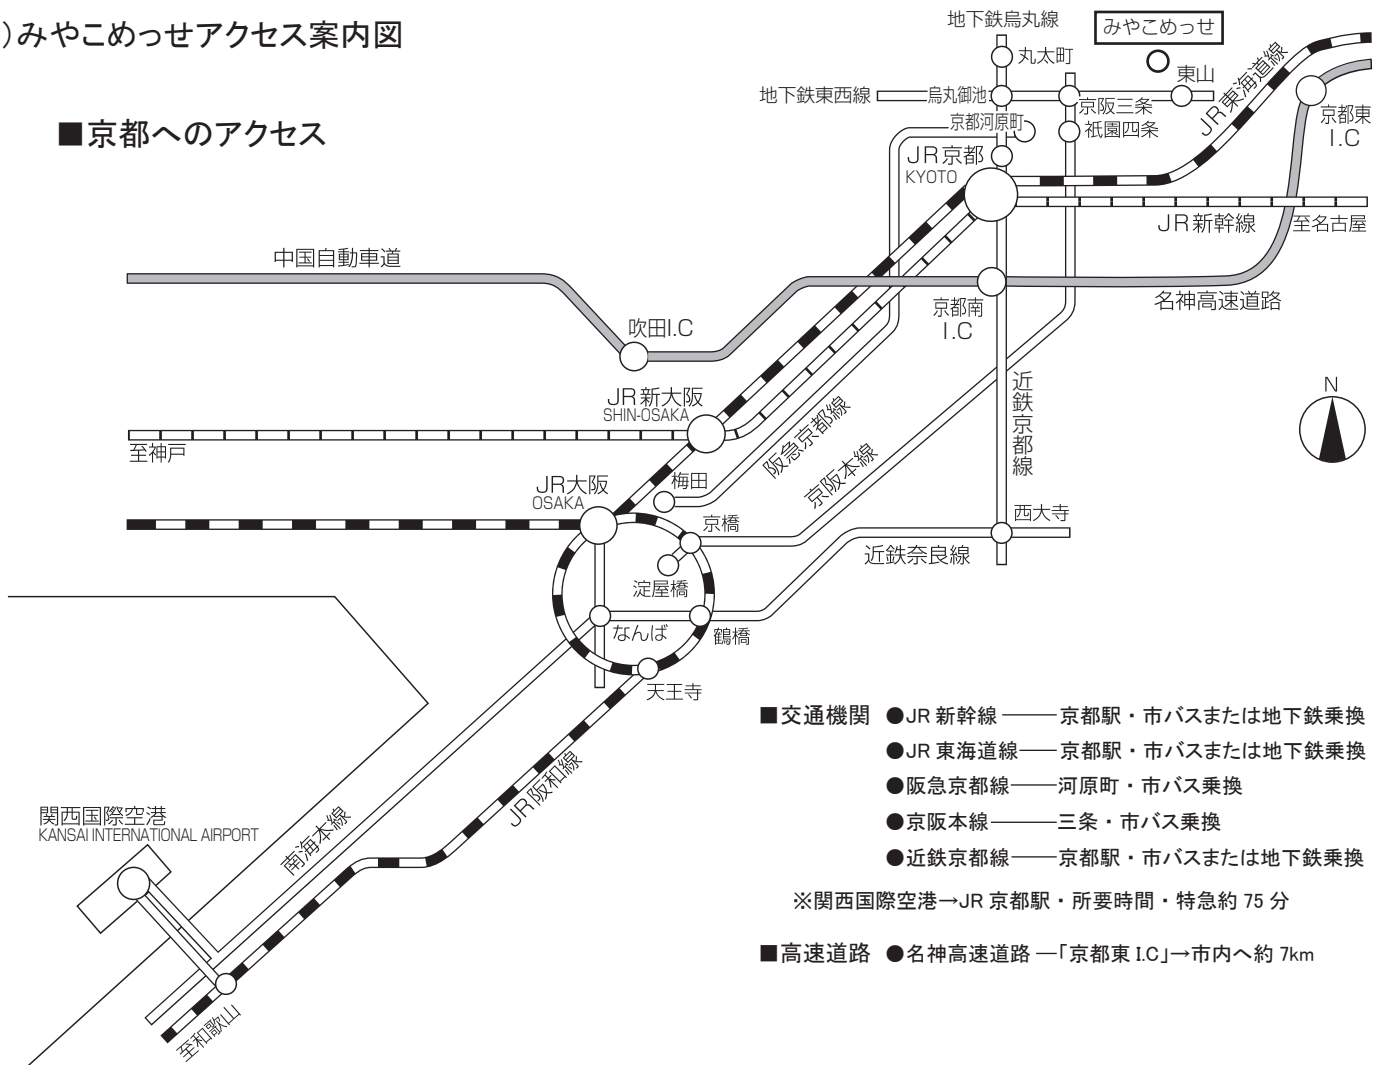 )みやこめっせアクセス案内図
■京都へのアクセス
地下鉄烏丸線
みやこめっせ
丸太町
東山
地下鉄東西線
烏丸御池
京阪三条
JR東海道線
京都東
I.C
京都河原町
祇園四条
JR京都
KYOTO
JR新幹線
至名古屋
中国自動車道
京都南
I.C
名神高速道路
吹田I.C
近鉄京都線
N
JR新大阪
SHIN-OSAKA
至神戸
阪急京都線
京阪本線
梅田
JR大阪
OSAKA
京橋
西大寺
近鉄奈良線
淀屋橋
なんば
鶴橋
天王寺
JR阪和線
南海本線
関西国際空港
KANSAI INTERNATIONAL AIRPORT
至和歌山
■交通機関 ●JR 新幹線 ―― 京都駅・市バスまたは地下鉄乗換
●JR 東海道線―― 京都駅・市バスまたは地下鉄乗換
●阪急京都線――河原町・市バス乗換
●京阪本線―――三条・市バス乗換
●近鉄京都線――京都駅・市バスまたは地下鉄乗換
※関西国際空港→JR 京都駅・所要時間・特急約 75 分
■高速道路 ●名神高速道路 ―「京都東 I.C」→市内へ約 7km